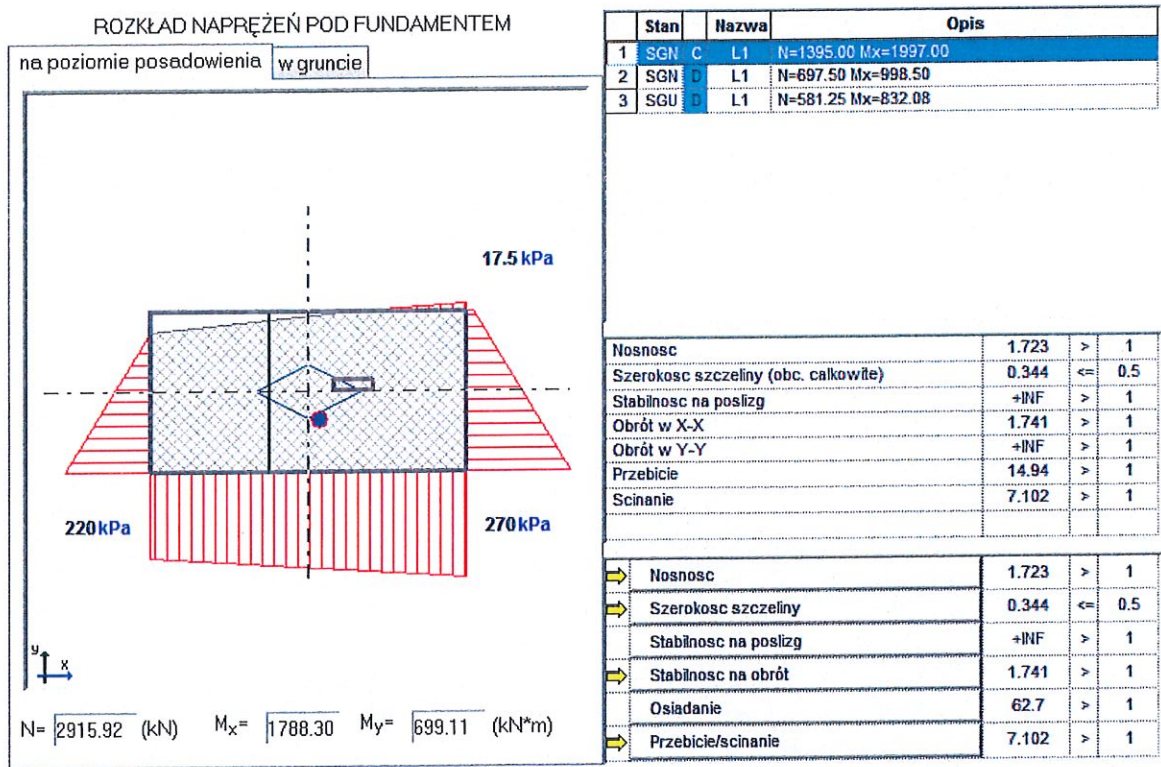 ROZKŁAD NAPRĘŻEŃ POD FUNDAMENTEM
na poziomie posadowienia w gruncie
17.5 kPa
220 kPa
270 kPa
y
x
N= 2915.92 (kN) Mx= 1788.30 My= 699.11 (kN*m)
Stan Nazwa Opis
1 SGN C L1 N=1395.00 Mx=1997.00
2 SGN D L1 N=697.50 Mx=998.50
3 SGU D L1 N=581.25 Mx=832.08
Nosnosc 1.723 > 1
Szerokosc szczeliny (obc. calkowite) 0.344 <= 0.5
Stabilnosc na poslizg +INF > 1
Obrót w X-X 1.741 > 1
Obrót w Y-Y +INF > 1
Przebicie 14.94 > 1
Scinanie 7.102 > 1
Nosnosc 1.723 > 1
Szerokosc szczeliny 0.344 <= 0.5
Stabilnosc na poslizg +INF > 1
Stabilnosc na obrót 1.741 > 1
Osiadanie 62.7 > 1
Przebicie/scinanie 7.102 > 1